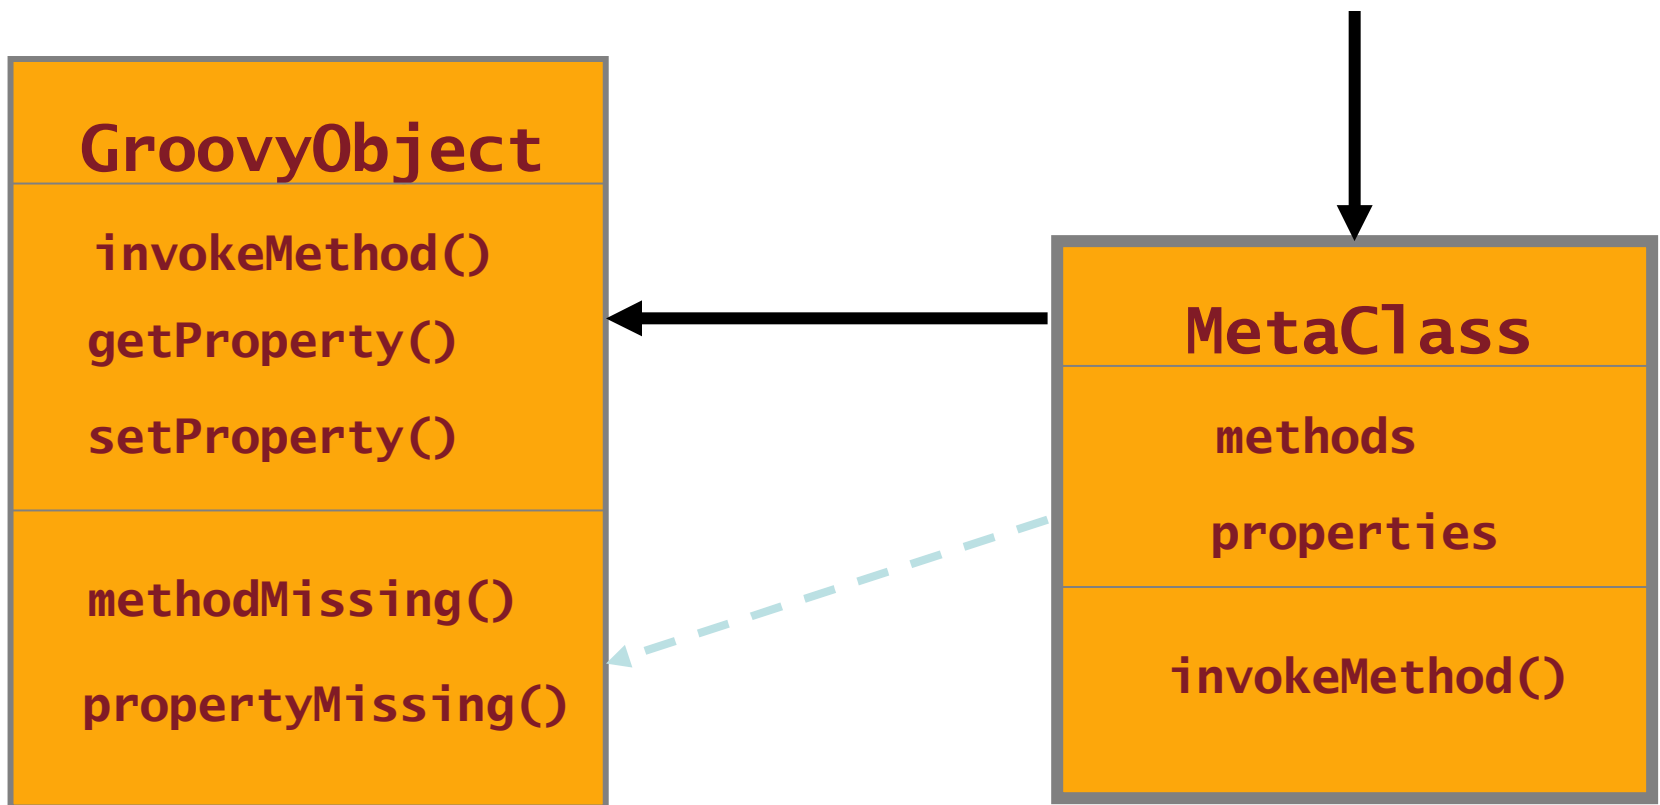 GroovyObject
invokeMethod()
getProperty()
setProperty()
methodMissing()
propertyMissing()
MetaClass
methods
properties
invokeMethod()